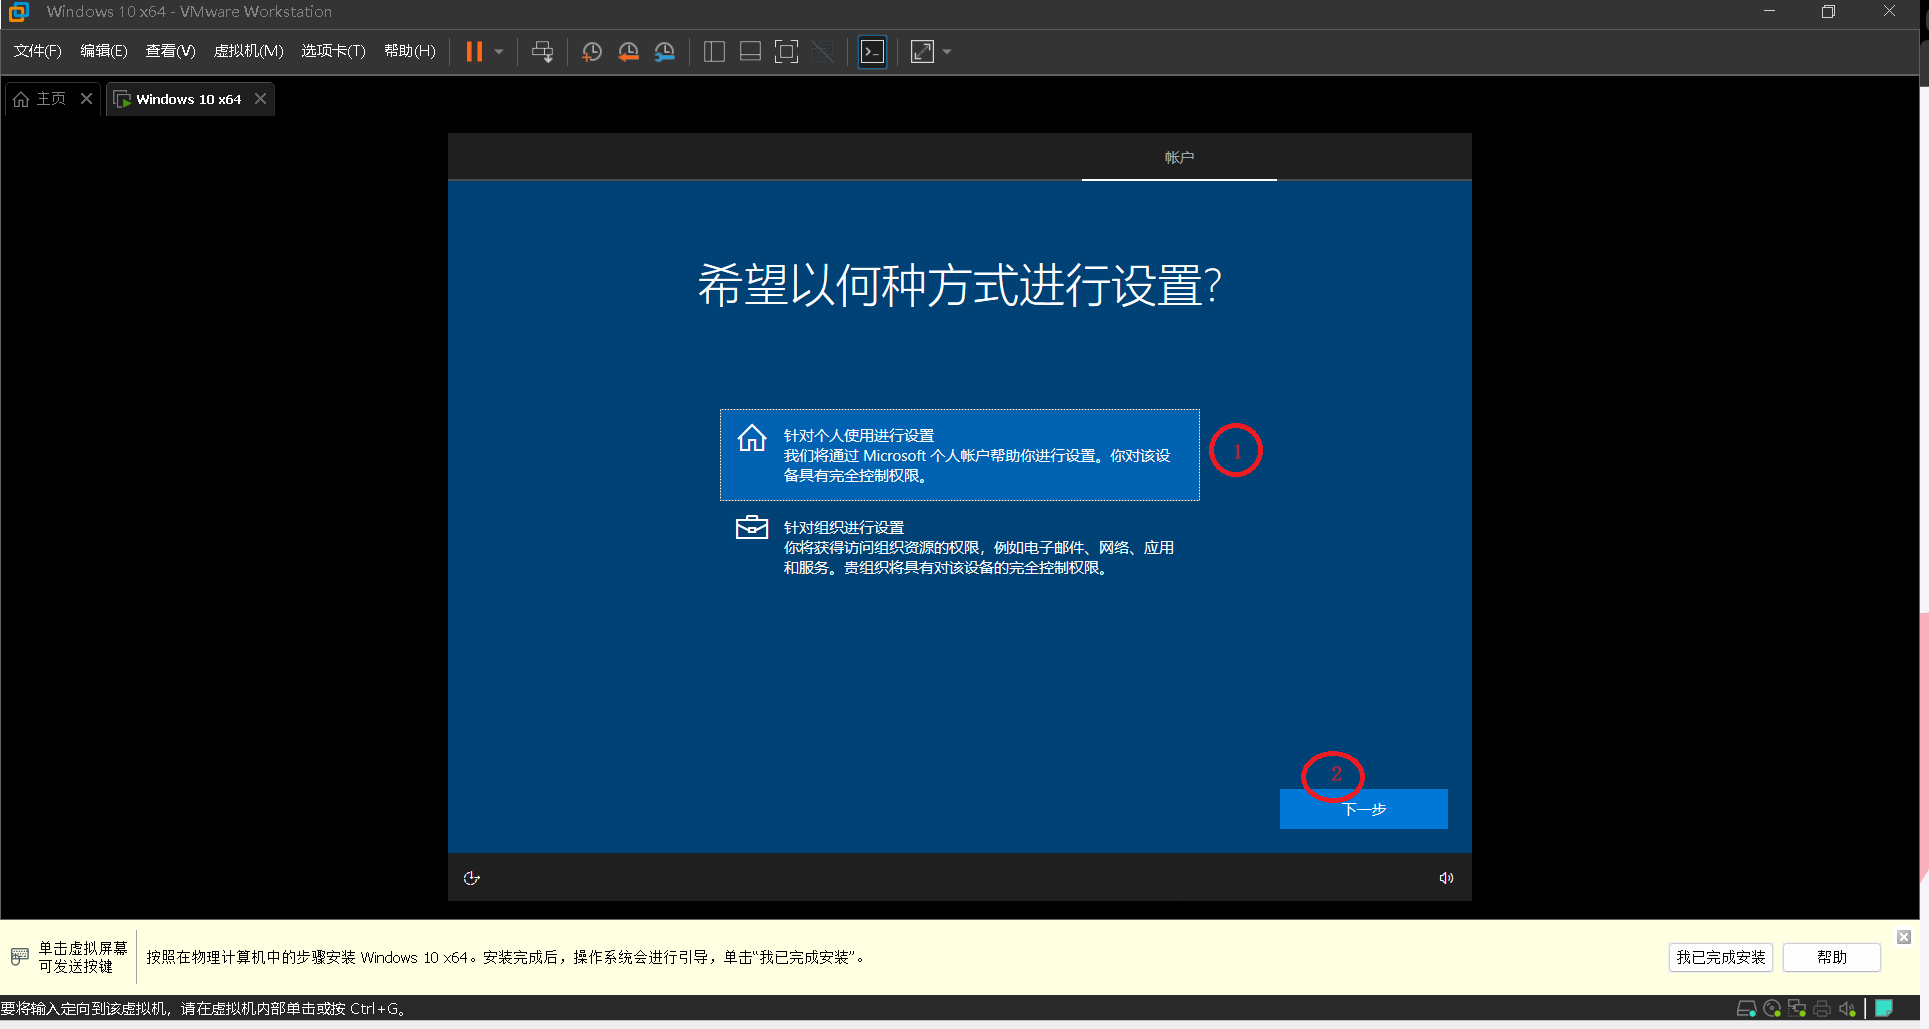 Windows 10 x64 - VMware Workstation
文件(F) 编辑(E) 查看(V) 虚拟机(M) 选项卡(T) 帮助(H)
主页 Windows 10 x64
帐户
希望以何种方式进行设置?
针对个人使用进行设置
我们将通过 Microsoft 个人帐户帮助你进行设置。你对该设
备具有完全控制权限。
1
针对组织进行设置
你将获得访问组织资源的权限，例如电子邮件、网络、应用
和服务。贵组织将具有对该设备的完全控制权限。
2
下一步
单击虚拟屏幕
可发送按键
按照在物理计算机中的步骤安装 Windows 10 x64。安装完成后，操作系统会进行引导，单击“我已完成安装”。
我已完成安装 帮助
要将输入定向到该虚拟机，请在虚拟机内部单击或按 Ctrl+G。